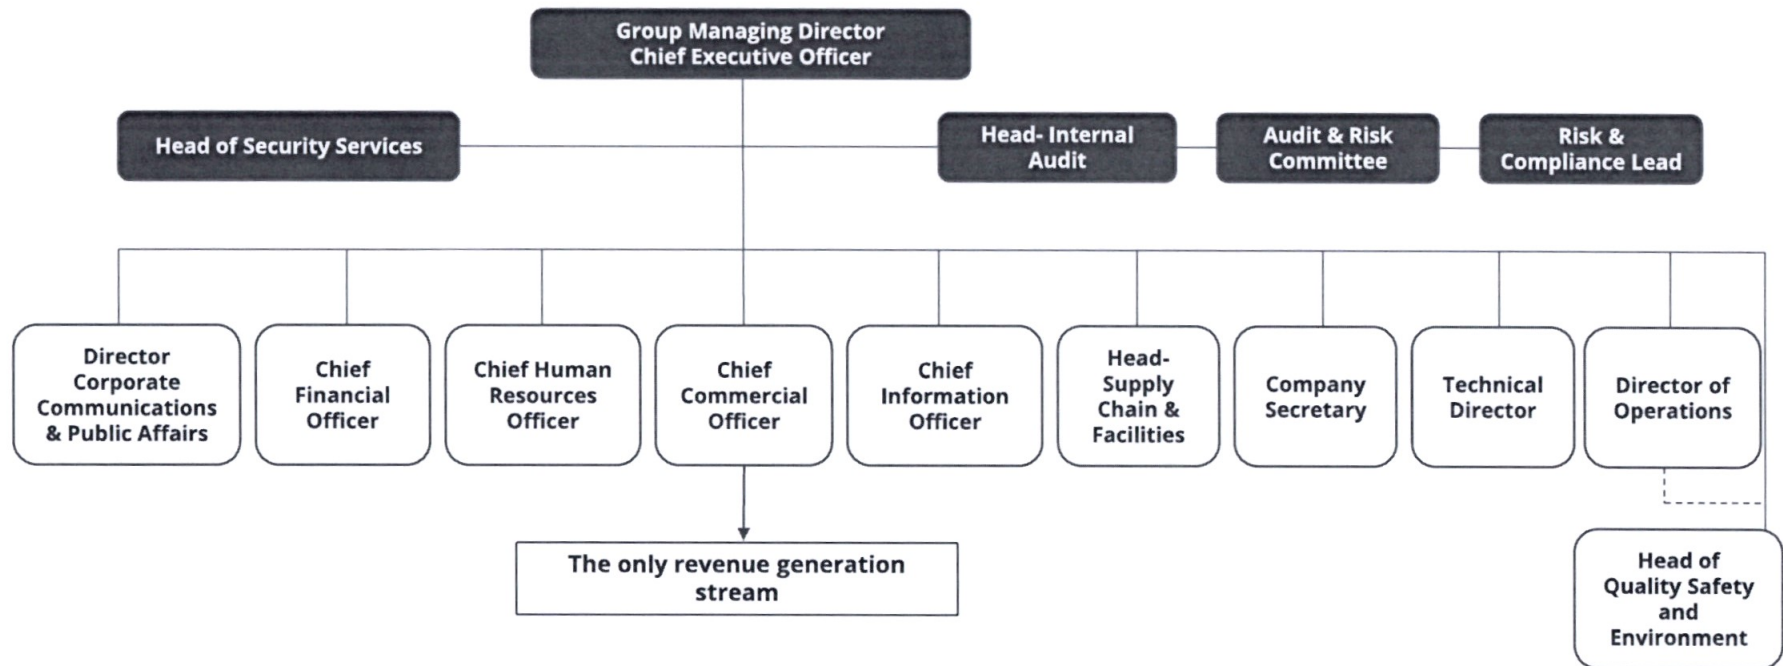 Group Managing Director
Chief Executive Officer
Head of Security Services
Head- Internal
Audit
Audit & Risk
Committee
Risk &
Compliance Lead
Director
Corporate
Communications
& Public Affairs
Chief
Financial
Officer
Chief Human
Resources
Officer
Chief
Commercial
Officer
Chief
Information
Officer
Head-
Supply
Chain &
Facilities
Company
Secretary
Technical
Director
Director of
Operations
The only revenue generation
stream
Head of
Quality Safety
and
Environment